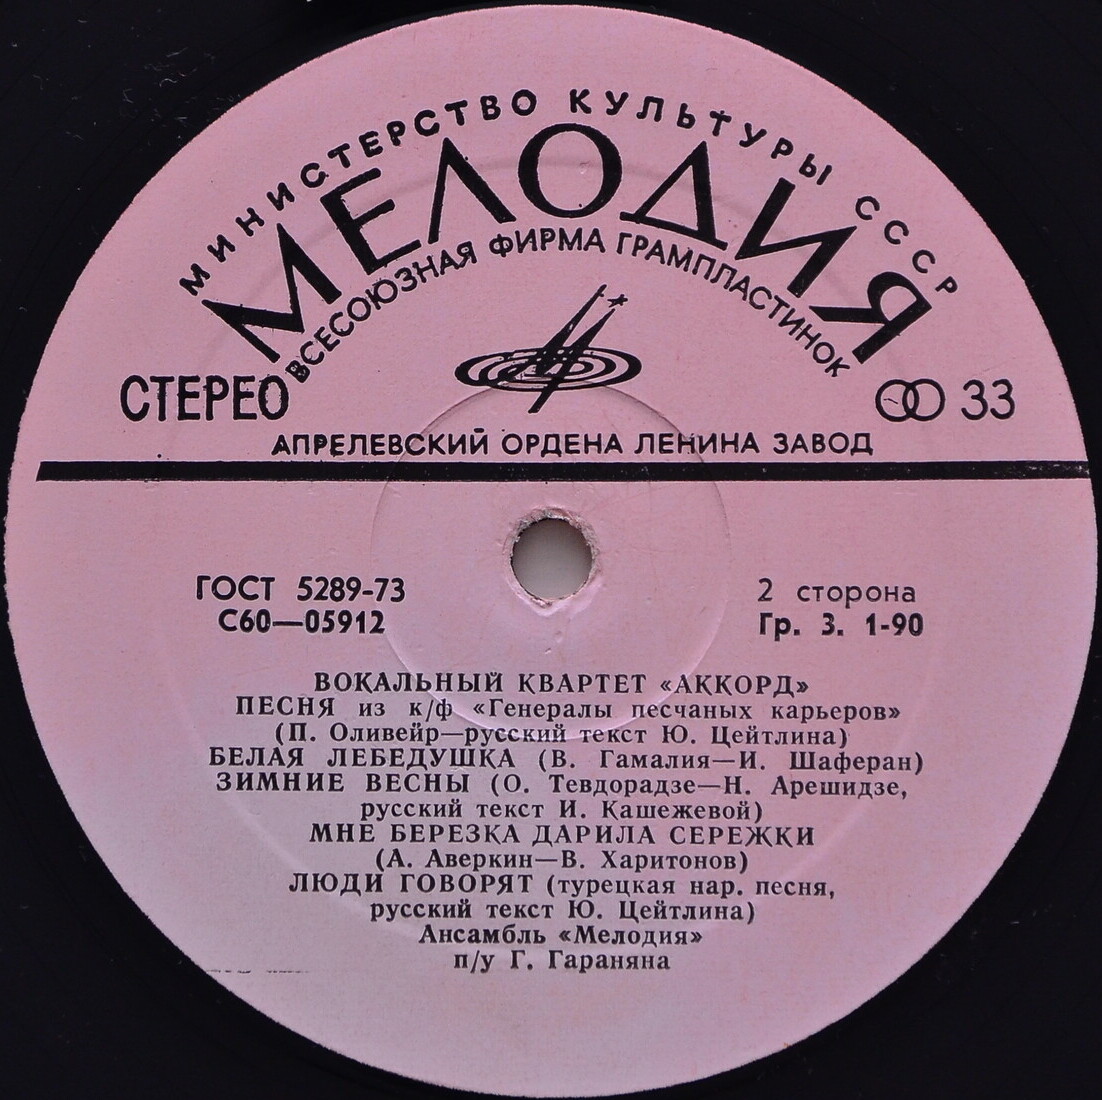 МИНИСТЕРСТВО КУЛЬТУРЫ СССР
МЕЛОДИЯ
ВСЕСОЮЗНАЯ ФИРМА ГРАМПЛАСТИНОК
СТЕРЕО
33
АПРЕЛЕВСКИЙ ОРДЕНА ЛЕНИНА ЗАВОД
ГОСТ 5289-73
С60—05912
2 сторона
Гр. 3. 1-90
ВОКАЛЬНЫЙ КВАРТЕТ «АККОРД»
ПЕСНЯ из к/ф «Генералы песчаных карьеров»
(П. Оливейр—русский текст Ю. Цейтлина)
БЕЛАЯ ЛЕБЕДУШКА (В. Гамалия—И. Шаферан)
ЗИМНИЕ ВЕСНЫ (О. Тевдорадзе—Н. Арешидзе,
русский текст И. Кашежевой)
МНЕ БЕРЕЗКА ДАРИЛА СЕРЕЖКИ
(А. Аверкин—В. Харитонов)
ЛЮДИ ГОВОРЯТ (турецкая нар. песня,
русский текст Ю. Цейтлина)
Ансамбль «Мелодия»
п/у Г. Гараняна